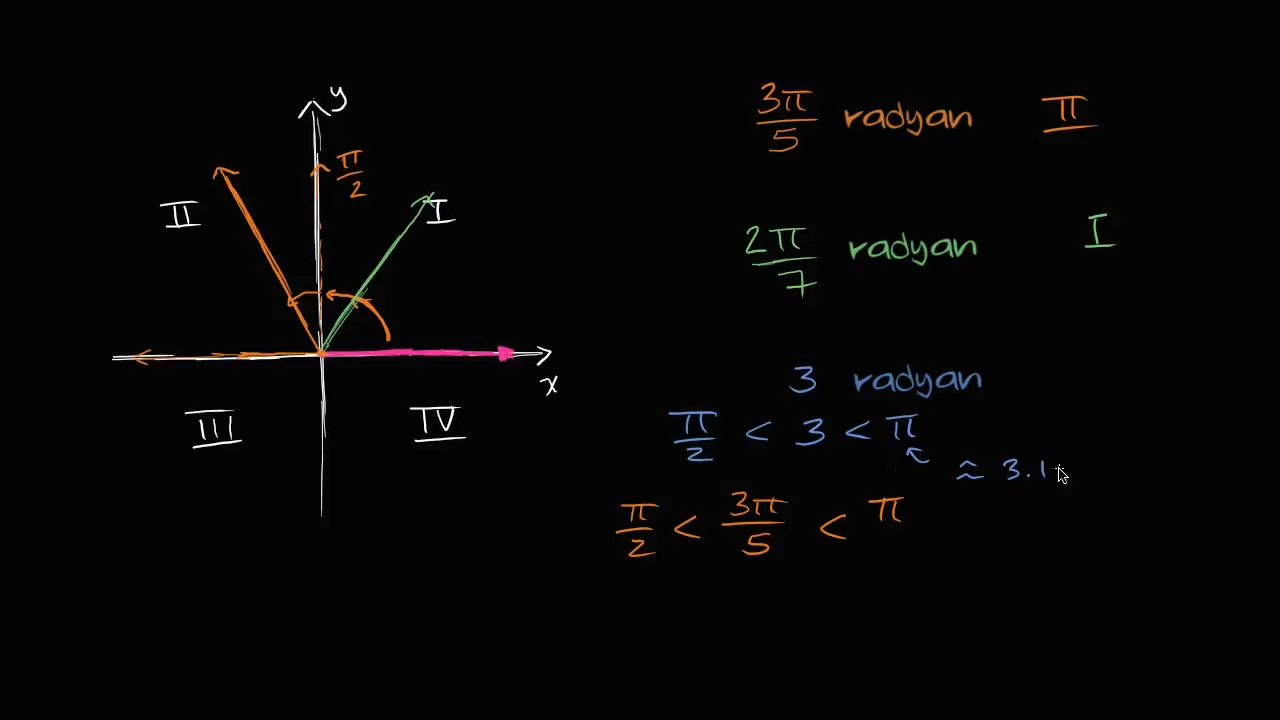 y
π/2
II
I
x
III
IV
3π/5 radyan II
2π/7 radyan I
3 radyan
π/2 < 3 < π
≈ 3.1
π/2 < 3π/5 < π